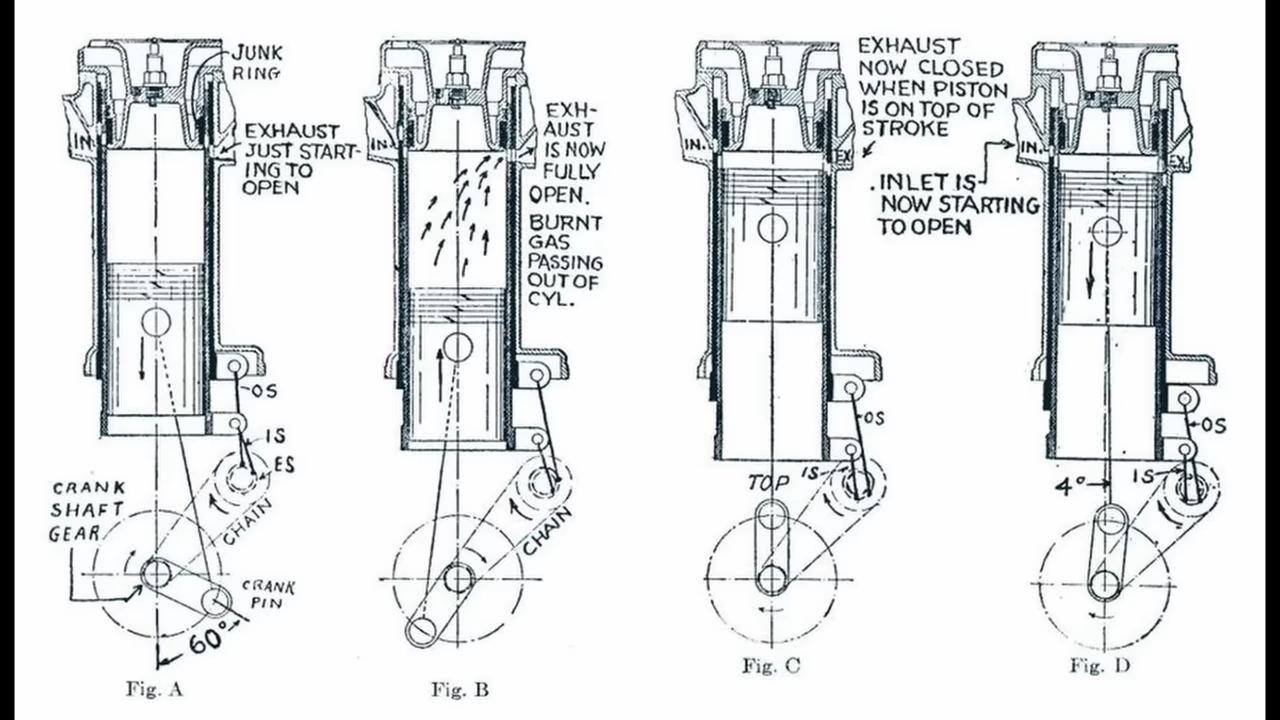 JUNK
RING
IN.
EXHAUST
JUST START-
ING TO
OPEN
OS
IS
ES
CRANK
SHAFT
GEAR
CHAIN
CRANK
PIN
60°
Fig. A
IN.
EXH-
AUST
IS NOW
FULLY
OPEN.
BURNT
GAS
PASSING
OUT OF
CYL.
CHAIN
Fig. B
EXHAUST
NOW CLOSED
WHEN PISTON
IS ON TOP OF
STROKE
IN.
EX
OS
IS
TOP
Fig. C
INLET IS
NOW STARTING
TO OPEN
IN.
EX.
OS
IS
4°
Fig. D